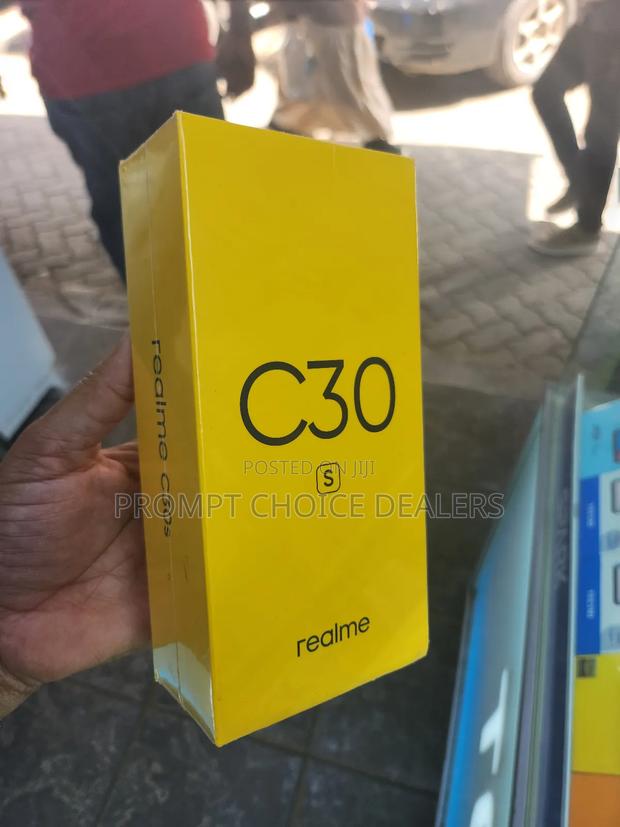 C30
S
realme
realme C30s
POSTED ON JIJI
PROMPT CHOICE DEALERS